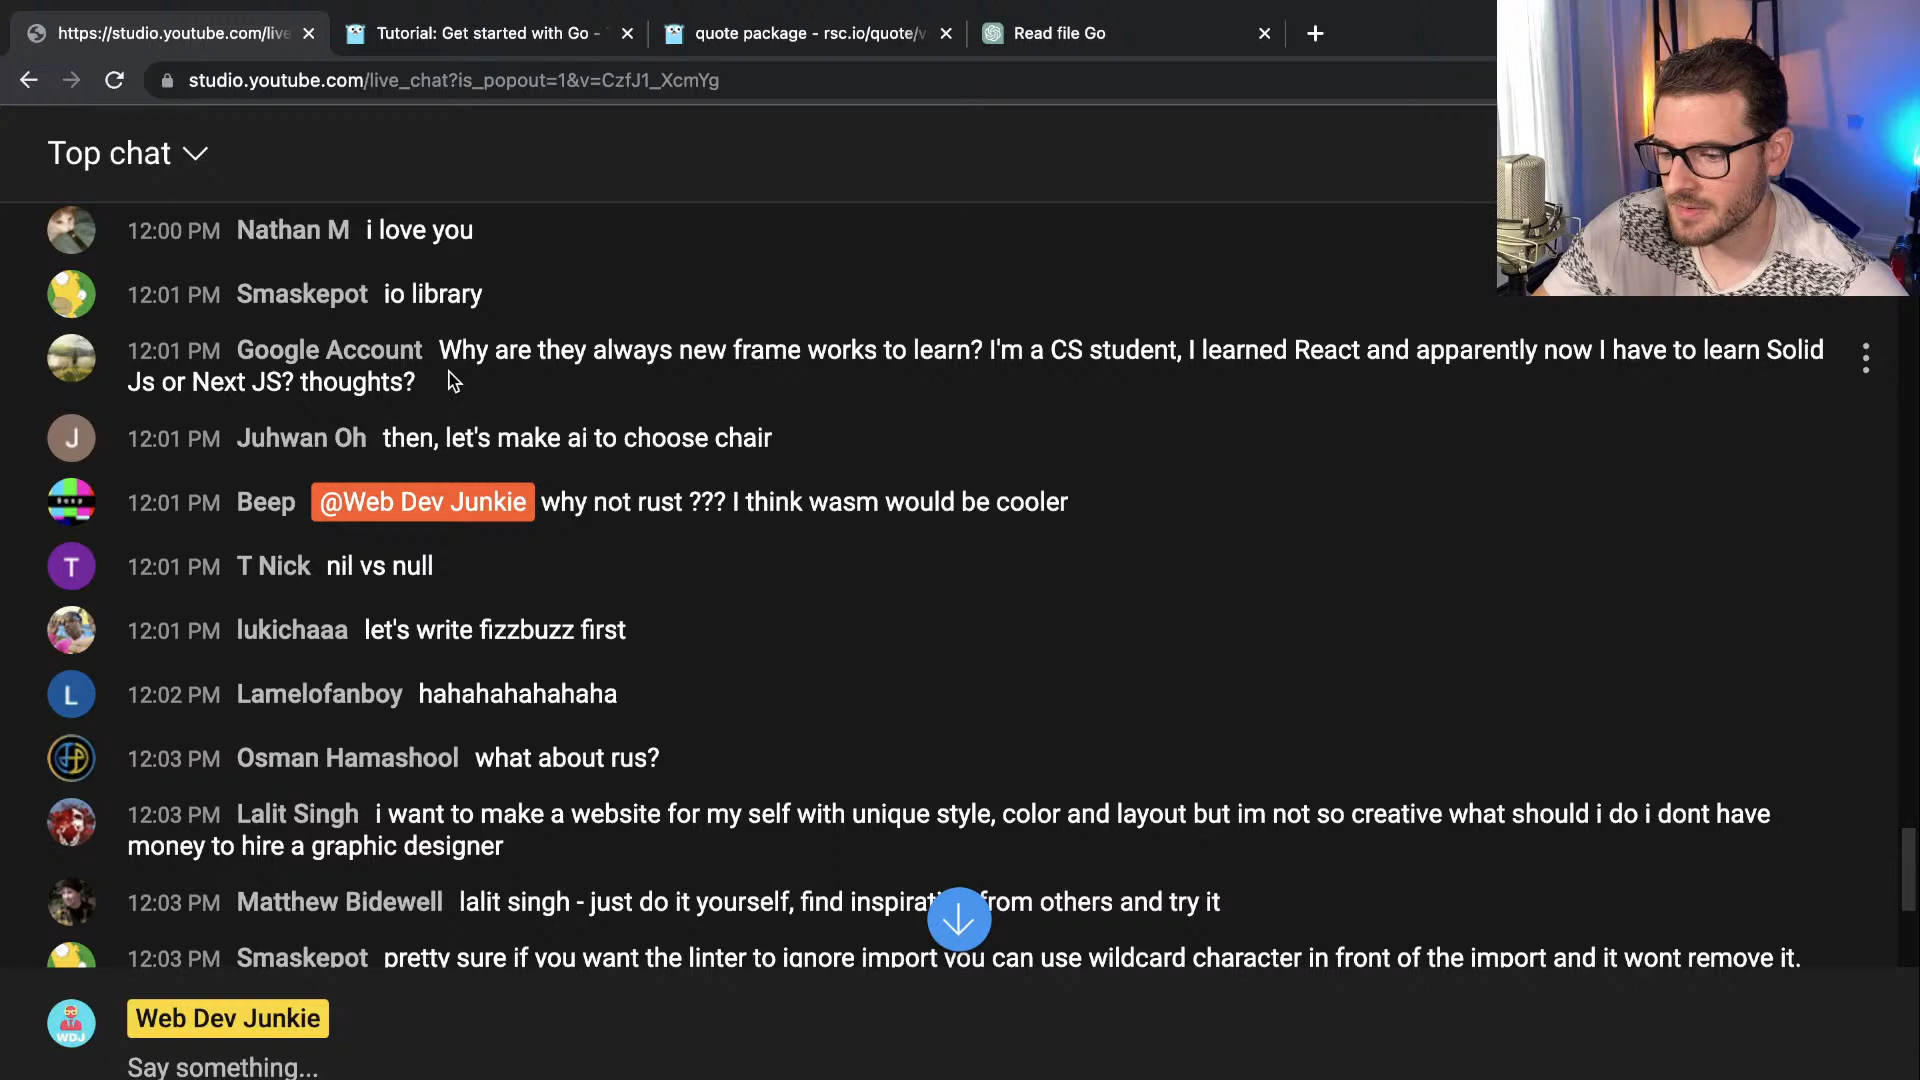 https://studio.youtube.com/live
Tutorial: Get started with Go -
quote package - rsc.io/quote/v
Read file Go
studio.youtube.com/live_chat?is_popout=1&v=CzfJ1_XcmYg
Top chat
12:00 PM Nathan M i love you
12:01 PM Smaskepot io library
12:01 PM Google Account Why are they always new frame works to learn? I'm a CS student, I learned React and apparently now I have to learn Solid
Js or Next JS? thoughts?
J 12:01 PM Juhwan Oh then, let's make ai to choose chair
BEEP 12:01 PM Beep @Web Dev Junkie why not rust ??? I think wasm would be cooler
T 12:01 PM T Nick nil vs null
12:01 PM lukichaaa let's write fizzbuzz first
L 12:02 PM Lamelofanboy hahahahahahaha
12:03 PM Osman Hamashool what about rus?
12:03 PM Lalit Singh i want to make a website for my self with unique style, color and layout but im not so creative what should i do i dont have
money to hire a graphic designer
12:03 PM Matthew Bidewell lalit singh - just do it yourself, find inspirat from others and try it
12:03 PM Smaskepot pretty sure if you want the linter to ignore import you can use wildcard character in front of the import and it wont remove it.
WDJ Web Dev Junkie
Say something...